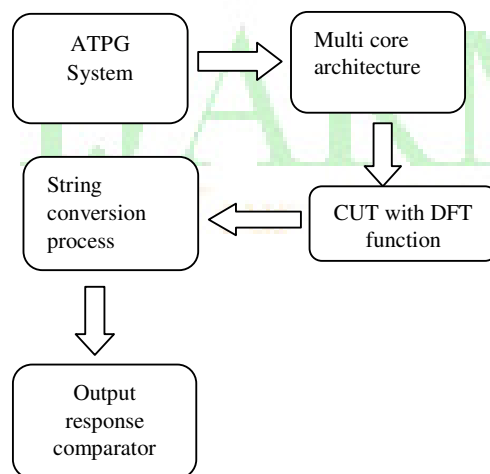 ATPG
System
Multi core
architecture
CUT with DFT
function
String
conversion
process
Output
response
comparator